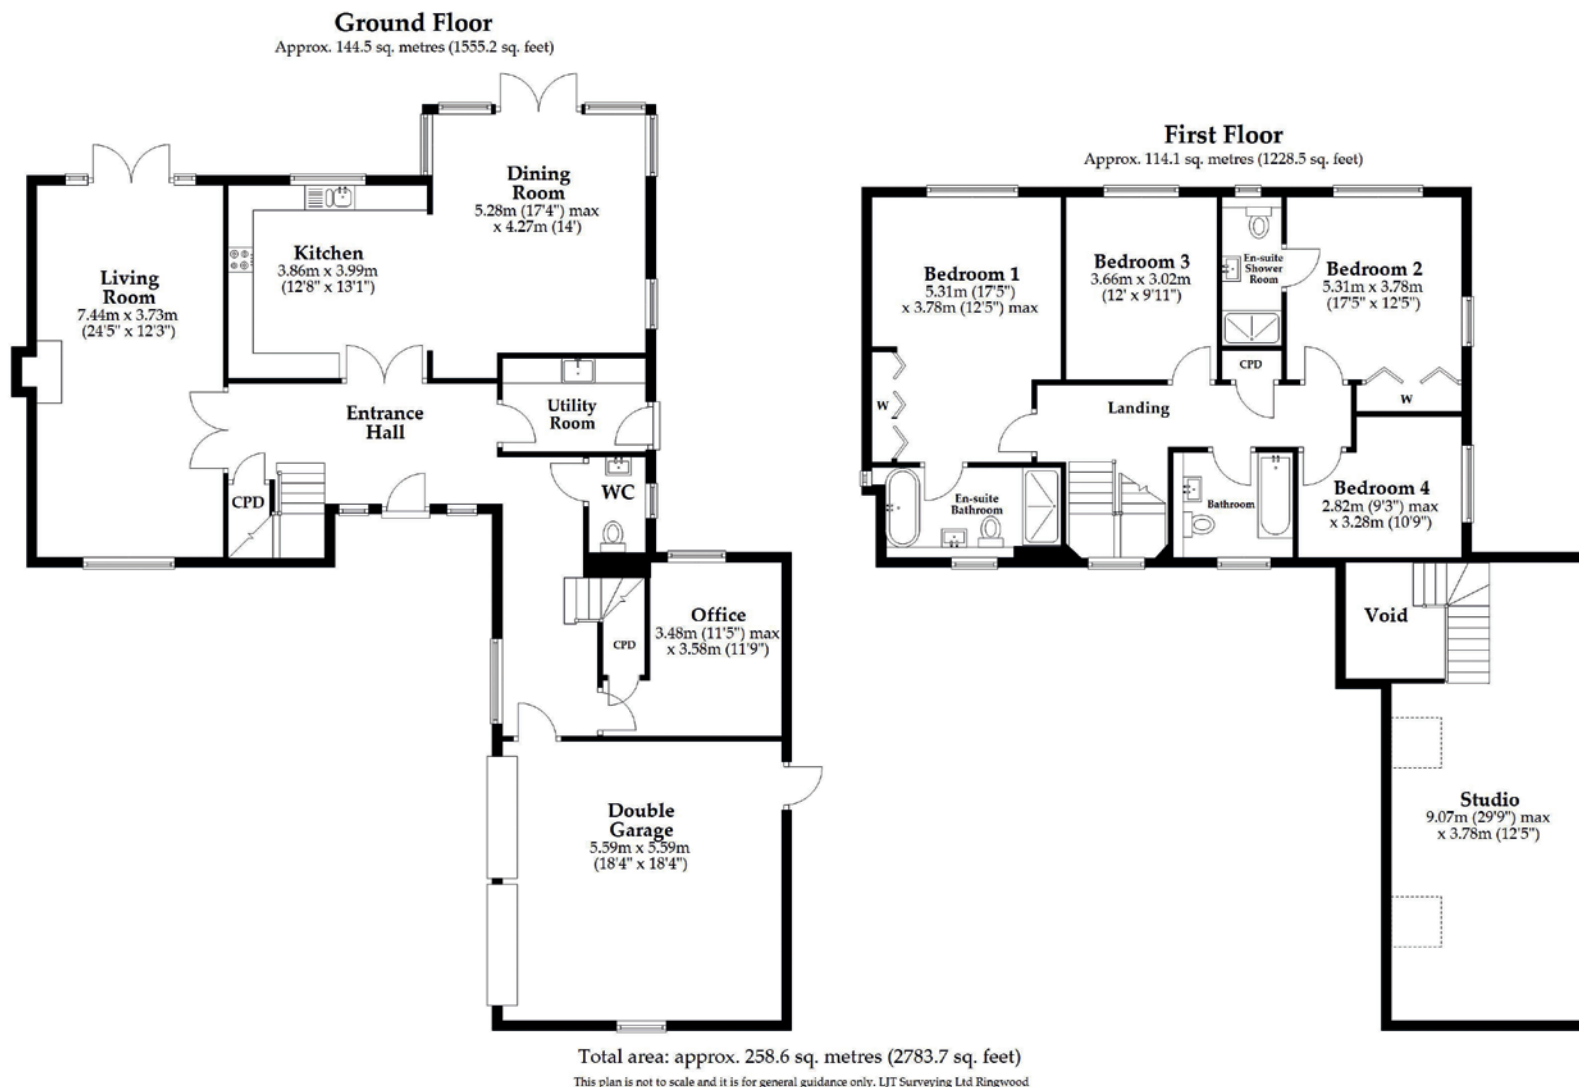 Ground Floor
Approx. 144.5 sq. metres (1555.2 sq. feet)
Dining
Room
5.28m (17'4") max
x 4.27m (14')
Kitchen
3.86m x 3.99m
(12'8" x 13'1")
Living
Room
7.44m x 3.73m
(24'5" x 12'3")
Entrance
Hall
Utility
Room
CPD
WC
Office
3.48m (11'5") max
x 3.58m (11'9")
CPD
Double
Garage
5.59m x 5.59m
(18'4" x 18'4")
First Floor
Approx. 114.1 sq. metres (1228.5 sq. feet)
Bedroom 1
5.31m (17'5")
x 3.78m (12'5") max
Bedroom 3
3.66m x 3.02m
(12' x 9'11")
En-suite
Shower
Room
Bedroom 2
5.31m x 3.78m
(17'5" x 12'5")
CPD
W
W
Landing
En-suite
Bathroom
Bathroom
Bedroom 4
2.82m (9'3") max
x 3.28m (10'9")
Void
Studio
9.07m (29'9") max
x 3.78m (12'5")
Total area: approx. 258.6 sq. metres (2783.7 sq. feet)
This plan is not to scale and it is for general guidance only. LJT Surveying Ltd Ringwood